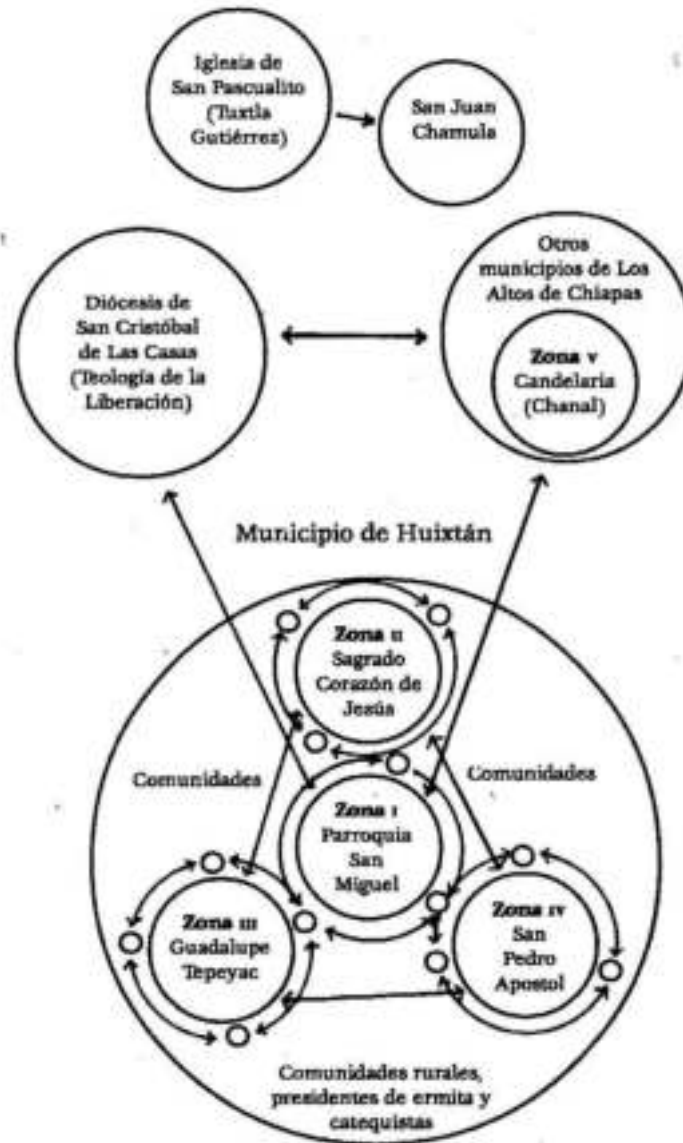 Iglesia de
San Pascualito
(Tuxtla
Gutiérrez)
San Juan
Chamula
Diócesis de
San Cristóbal
de Las Casas
(Teología de la
Liberación)
Otros
municipios de Los
Altos de Chiapas
Zona v
Candelaria
(Chanal)
Municipio de Huixtán
Zona ii
Sagrado
Corazón de
Jesús
Comunidades
Comunidades
Zona i
Parroquia
San
Miguel
Zona iii
Guadalupe
Tepeyac
Zona iv
San
Pedro
Apostol
Comunidades rurales,
presidentes de ermita y
catequistas